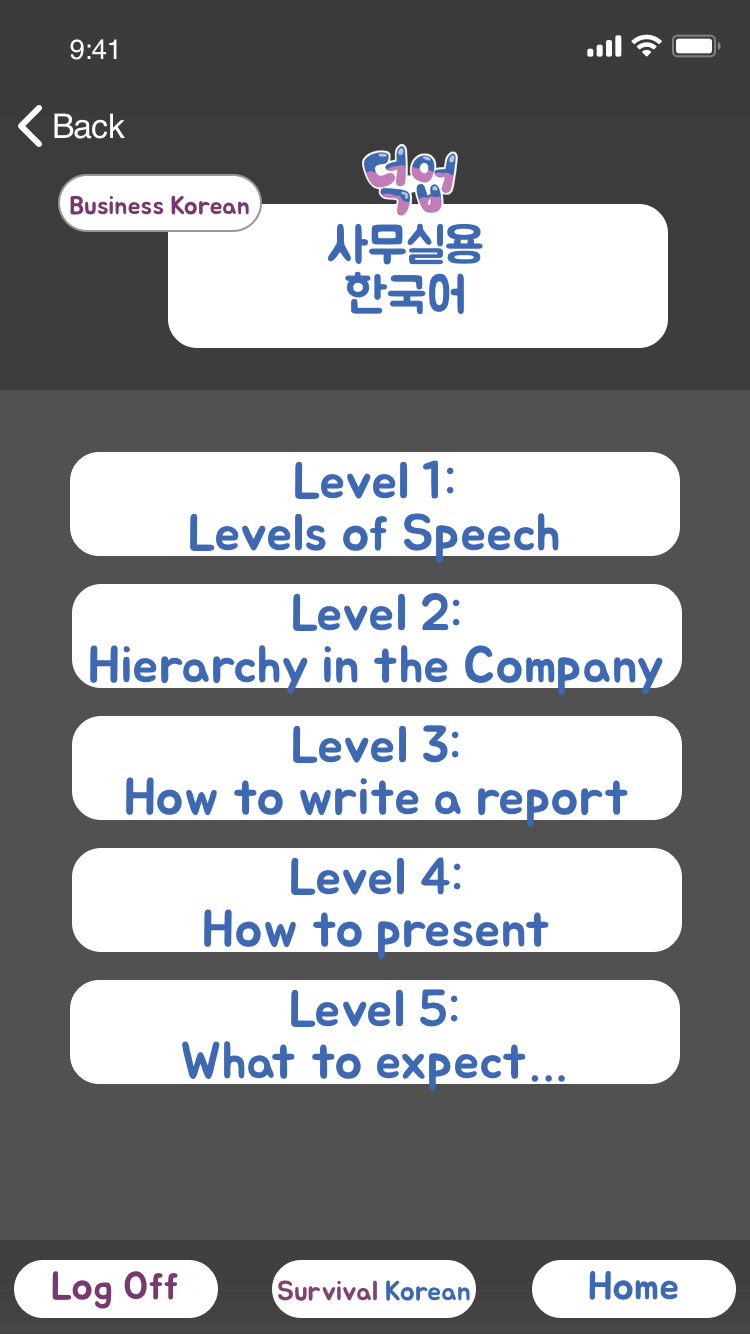 9:41
Back
덕업
Business Korean
사무실용
한국어
Level 1:
Levels of Speech
Level 2:
Hierarchy in the Company
Level 3:
How to write a report
Level 4:
How to present
Level 5:
What to expect...
Log Off
Survival Korean
Home